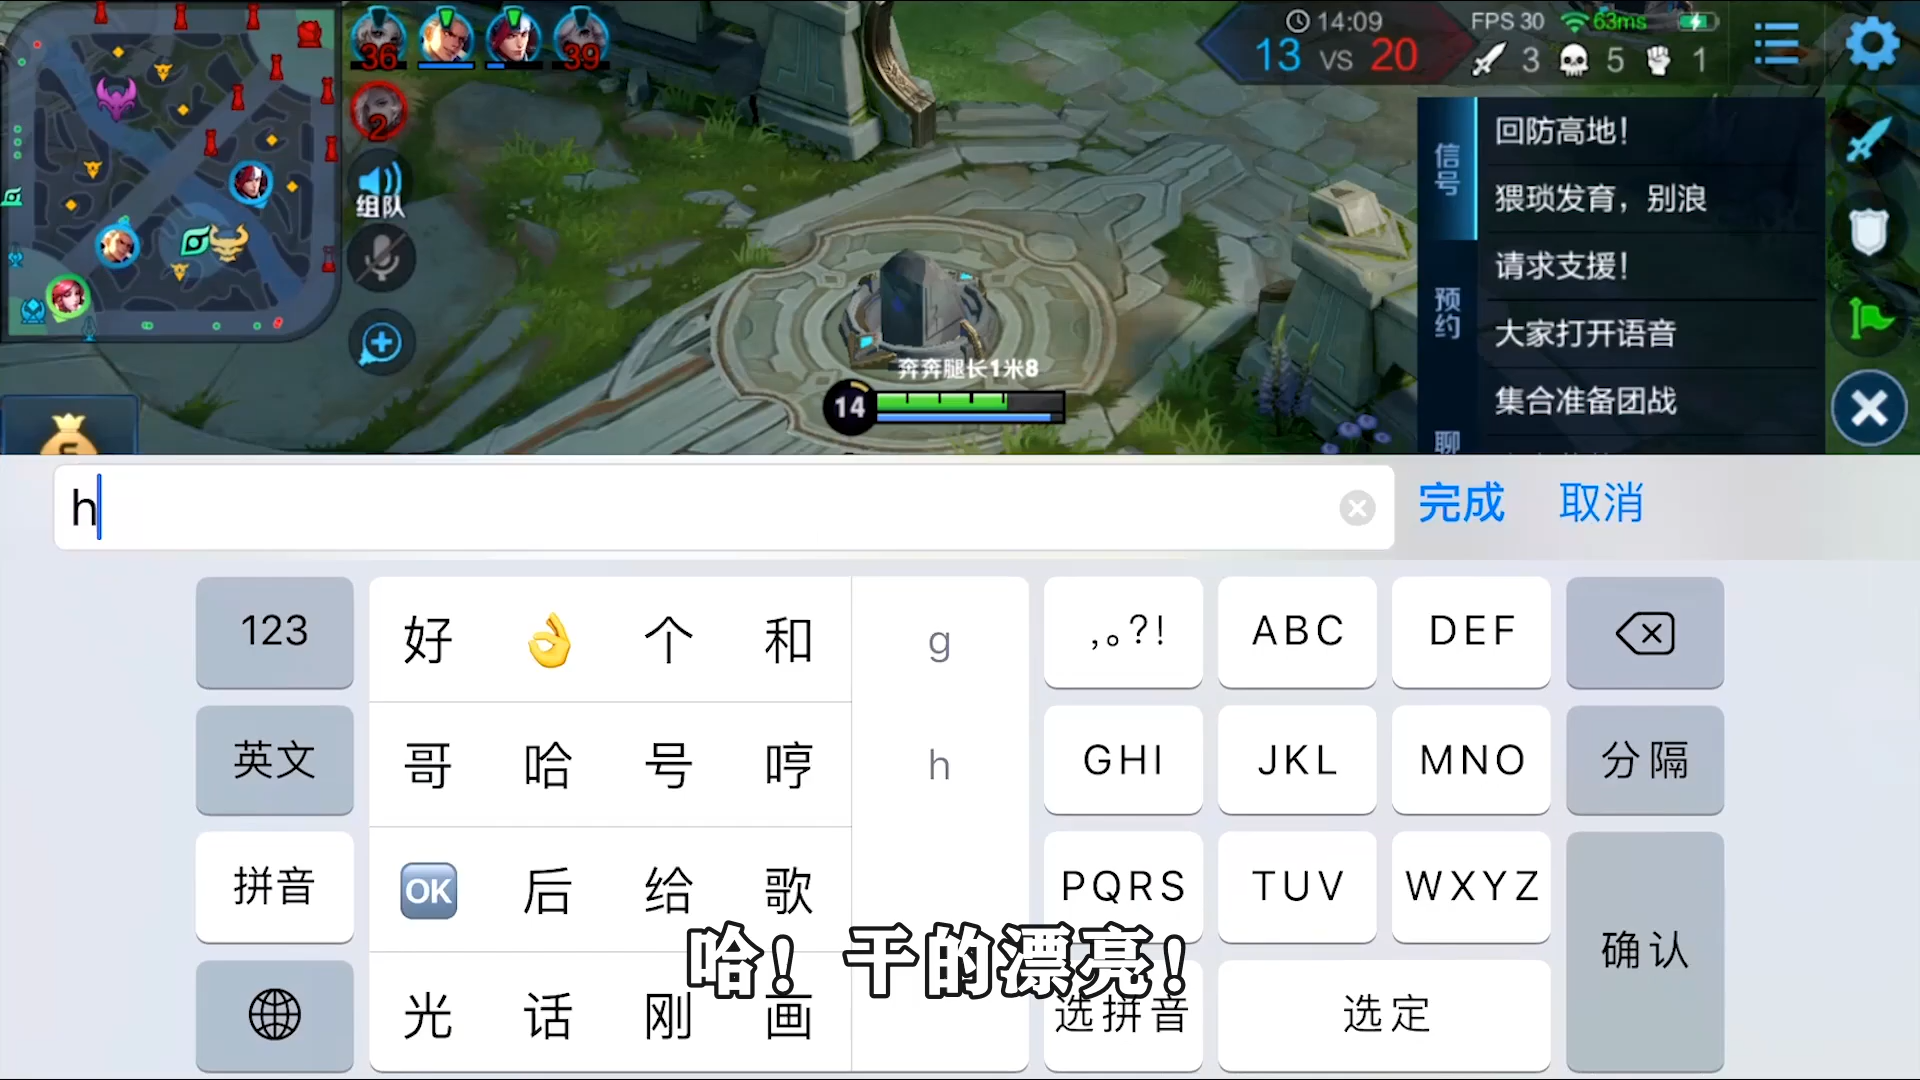 36
39
2
组队
14:09
13 VS 20
FPS 30
63ms
3
5
1
信号
预约
聊
回防高地!
猥琐发育，别浪
请求支援!
大家打开语音
集合准备团战
奔奔腿长1米8
14
h
完成
取消
123
好 👌 个 和
g
,。?!
ABC
DEF
英文
哥 哈 号 哼
h
GHI
JKL
MNO
分隔
拼音
🆗 后 给 歌
PQRS
TUV
WXYZ
确认
哈！干的漂亮！
光 话 刚 画
选拼音
选定